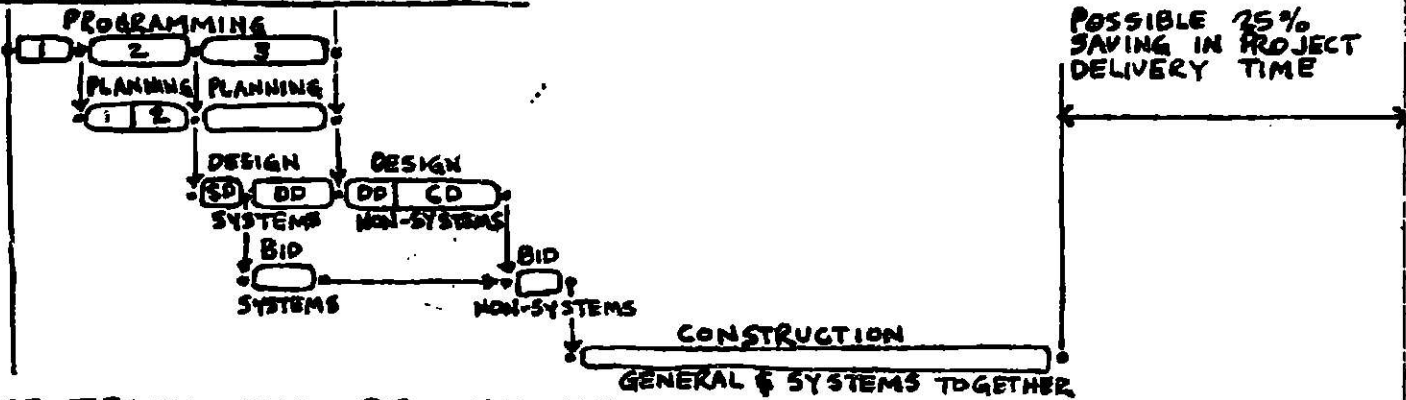 PROGRAMMING
1 2 3
POSSIBLE 25%
SAVING IN PROJECT
DELIVERY TIME
PLANNING PLANNING
1 2
DESIGN DESIGN
SD DD DD CD
SYSTEMS NON-SYSTEMS
BID BID
SYSTEMS NON-SYSTEMS
CONSTRUCTION
GENERAL & SYSTEMS TOGETHER